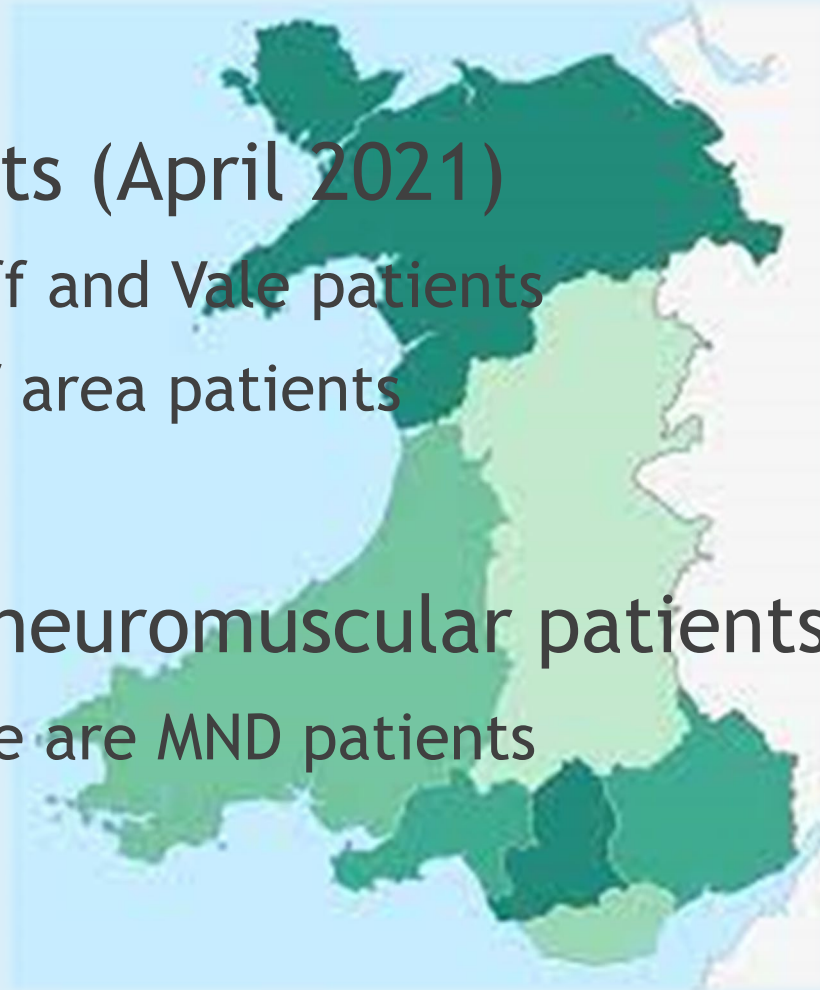 ts (April 2021)
f and Vale patients
area patients
neuromuscular patients
e are MND patients